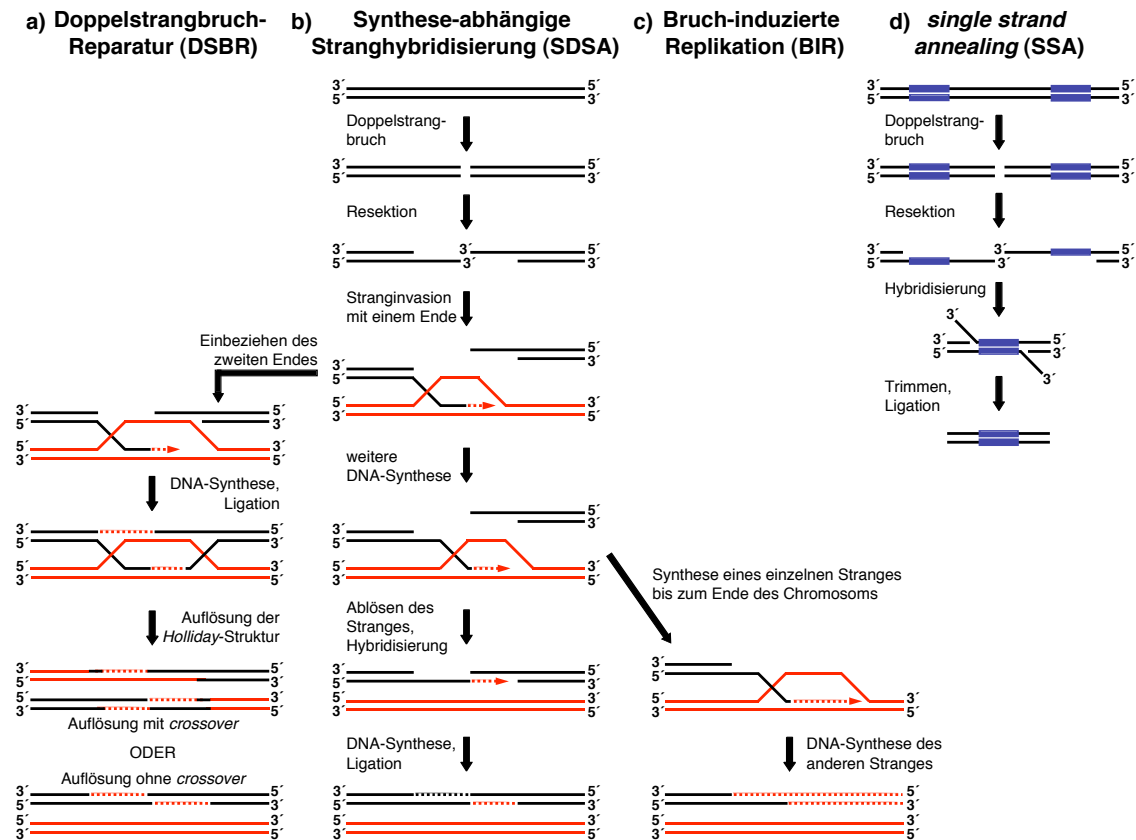 a) Doppelstrangbruch-
Reparatur (DSBR)
Einbeziehen des
zweiten Endes
3´ 5´
5´ 3´
5´ 3´
3´ 5´
DNA-Synthese,
Ligation
3´ 5´
5´ 3´
5´ 3´
3´ 5´
Auflösung der
Holliday-Struktur
3´ 5´
5´ 3´
5´ 3´
3´ 5´
Auflösung mit crossover
ODER
Auflösung ohne crossover
3´ 5´
5´ 3´
5´ 3´
3´ 5´
b) Synthese-abhängige
Stranghybridisierung (SDSA)
3´ 5´
5´ 3´
Doppelstrang-
bruch
3´ 5´
5´ 3´
Resektion
3´ 3´ 5´
5´ 3´ 3´
Stranginvasion
mit einem Ende
5´
3´
3´
5´
5´ 3´
3´ 5´
weitere
DNA-Synthese
5´
3´
3´
5´
5´ 3´
3´ 5´
Ablösen des
Stranges,
Hybridisierung
3´ 5´
5´ 3´
5´ 3´
5´ 5´
DNA-Synthese,
Ligation
3´ 5´
5´ 3´
5´ 3´
3´ 5´
c) Bruch-induzierte
Replikation (BIR)
Synthese eines einzelnen Stranges
bis zum Ende des Chromosoms
3´
5´
5´ 3´
3´ 5´
DNA-Synthese des
anderen Stranges
3´ 5´
5´ 3´
5´ 3´
3´ 5´
d) single strand
annealing (SSA)
3´ 5´
5´ 3´
Doppelstrang-
bruch
3´ 5´
5´ 3´
Resektion
3´ 3´ 5´
5´ 3´ 3´
Hybridisierung
3´
3´ 5´
5´ 3´
3´
Trimmen,
Ligation